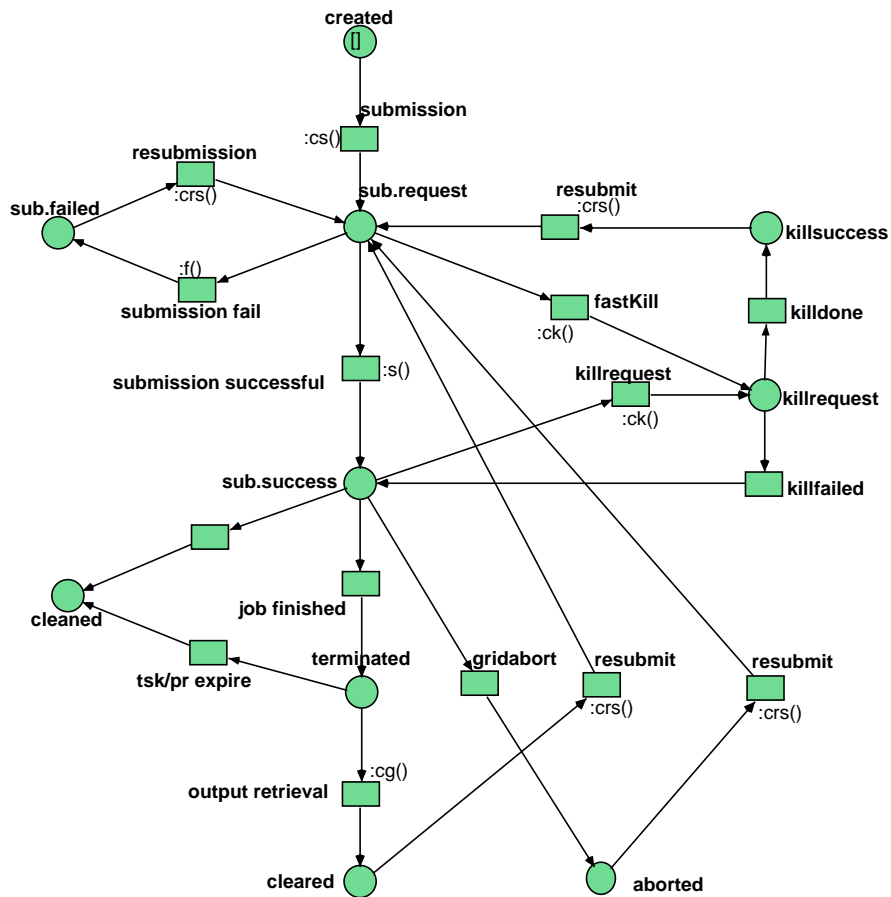 created
[]
submission
:cs()
resubmission
:crs()
sub.request
resubmit
:crs()
sub.failed
killsuccess
:f()
submission fail
fastKill
:ck()
killdone
:s()
submission successful
killrequest
:ck()
killrequest
sub.success
killfailed
cleaned
job finished
tsk/pr expire
terminated
gridabort
resubmit
:crs()
resubmit
:crs()
:cg()
output retrieval
cleared
aborted